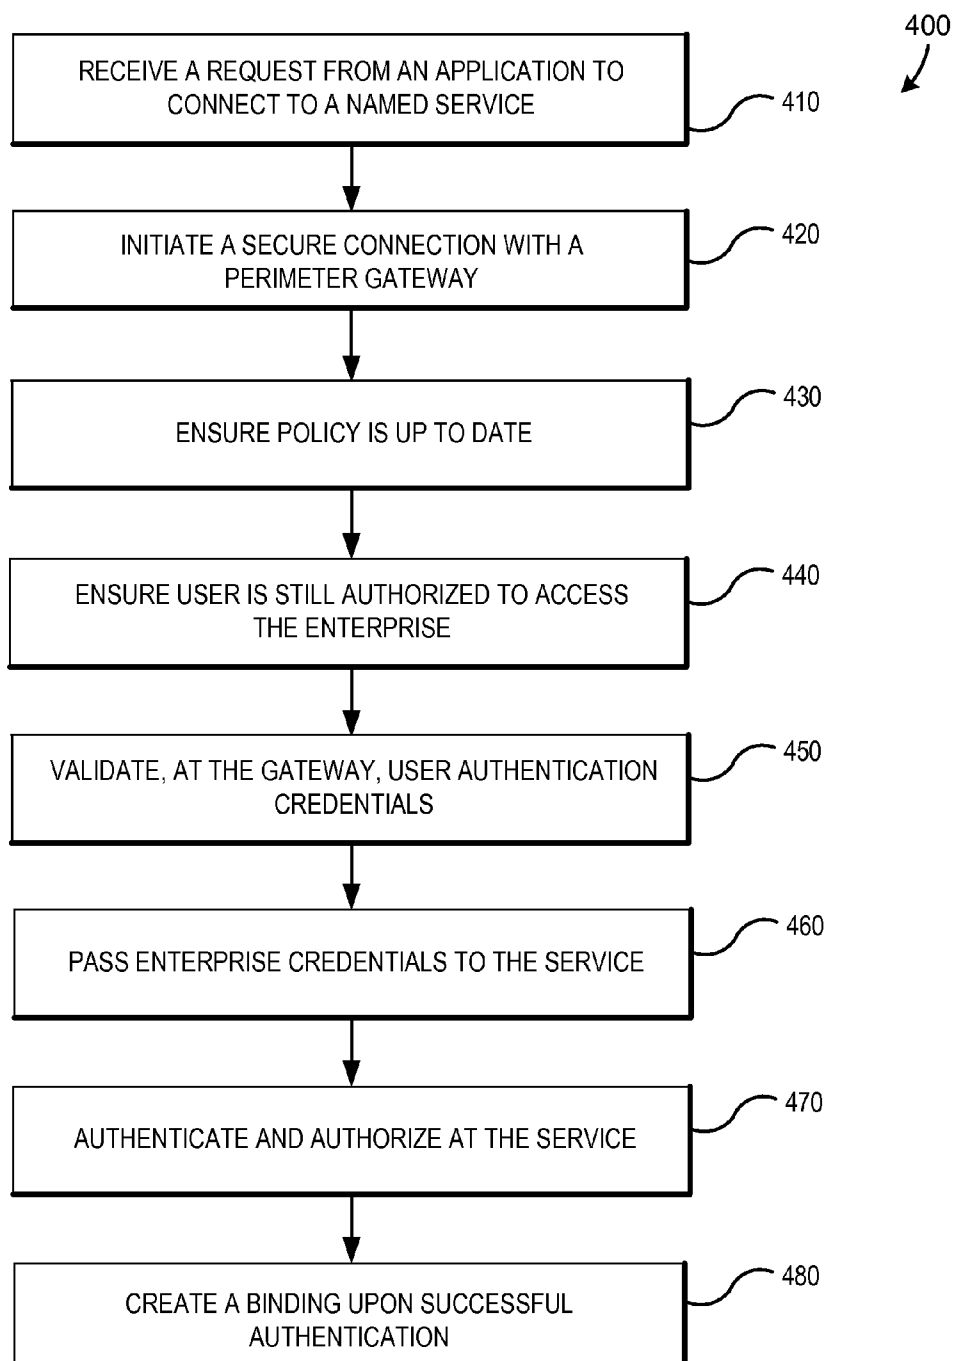 400
RECEIVE A REQUEST FROM AN APPLICATION TO
CONNECT TO A NAMED SERVICE
410
INITIATE A SECURE CONNECTION WITH A
PERIMETER GATEWAY
420
ENSURE POLICY IS UP TO DATE
430
ENSURE USER IS STILL AUTHORIZED TO ACCESS
THE ENTERPRISE
440
VALIDATE, AT THE GATEWAY, USER AUTHENTICATION
CREDENTIALS
450
PASS ENTERPRISE CREDENTIALS TO THE SERVICE
460
AUTHENTICATE AND AUTHORIZE AT THE SERVICE
470
CREATE A BINDING UPON SUCCESSFUL
AUTHENTICATION
480